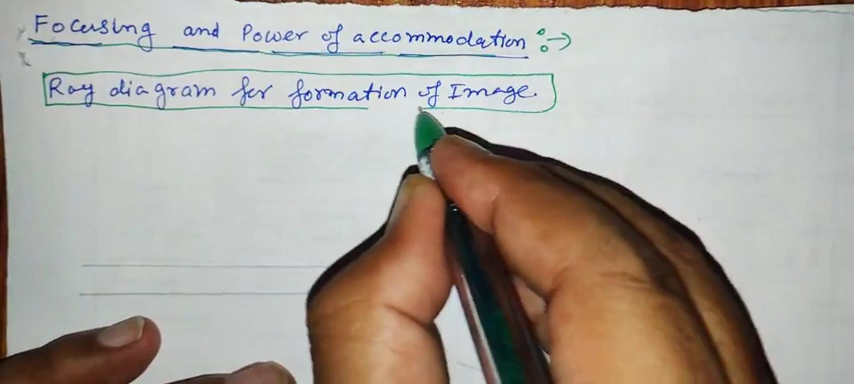 Focusing and Power of accommodation :->
Ray diagram for formation of Image.